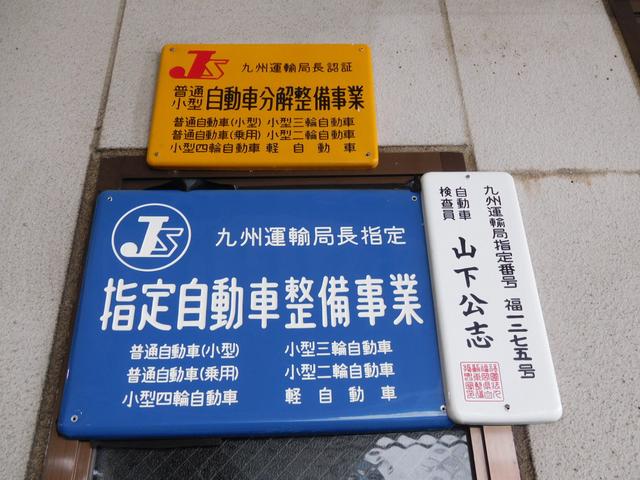 JS
九州運輸局長認証
普通
小型
自動車分解整備事業
普通自動車(小型) 小型三輪自動車
普通自動車(乗用) 小型二輪自動車
小型四輪自動車 軽自動車
JS
九州運輸局長指定
指定自動車整備事業
普通自動車(小型) 小型三輪自動車
普通自動車(乗用) 小型二輪自動車
小型四輪自動車 軽自動車
九州運輸局指定番号 福一二七五号
自動車
検査員
山下公志